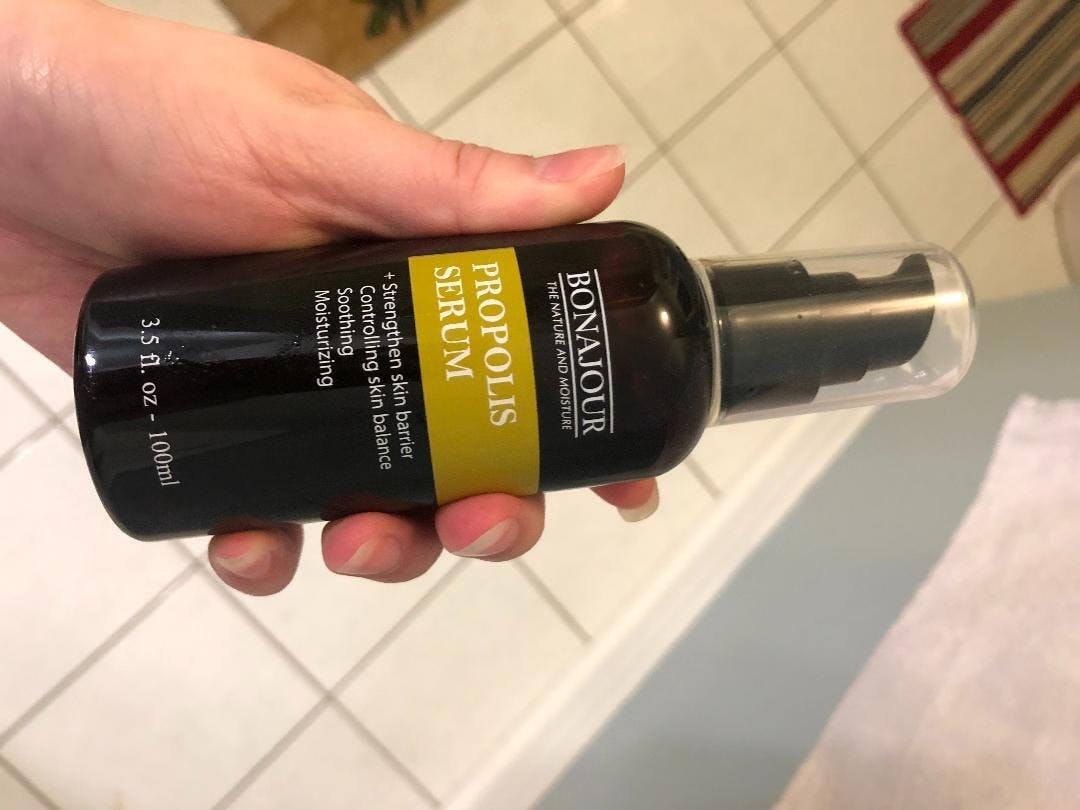 BONAJOUR
THE NATURE AND MOISTURE
PROPOLIS
SERUM
+Strengthen skin barrier
Controlling skin balance
Soothing
Moisturizing
3.5 fl. oz - 100ml